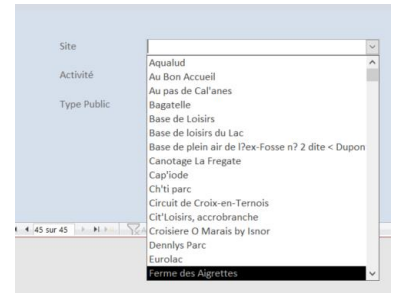 Site
Aqualud
Activité
Au Bon Accueil
Au pas de Cal'anes
Type Public
Bagatelle
Base de Loisirs
Base de loisirs du Lac
Base de plein air de l?ex-Fosse n? 2 dite < Dupon
Canotage La Fregate
Cap'iode
Ch'ti parc
Circuit de Croix-en-Ternois
Cit'Loisirs, accrobranche
45 sur 45
Croisiere O Marais by Isnor
Dennlys Parc
Eurolac
Ferme des Aigrettes